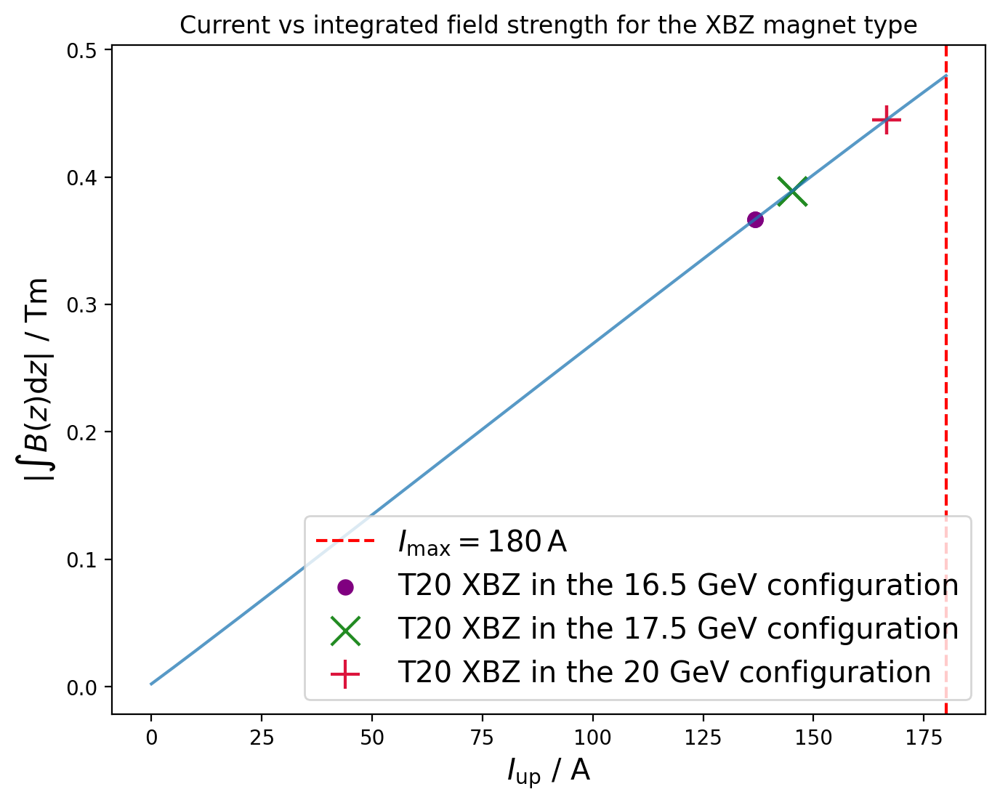 Current vs integrated field strength for the XBZ magnet type
|∫B(z)dz| / Tm
0.5
0.4
0.3
0.2
0.1
0.0
I_max = 180 A
T20 XBZ in the 16.5 GeV configuration
T20 XBZ in the 17.5 GeV configuration
T20 XBZ in the 20 GeV configuration
0 25 50 75 100 125 150 175
I_up / A